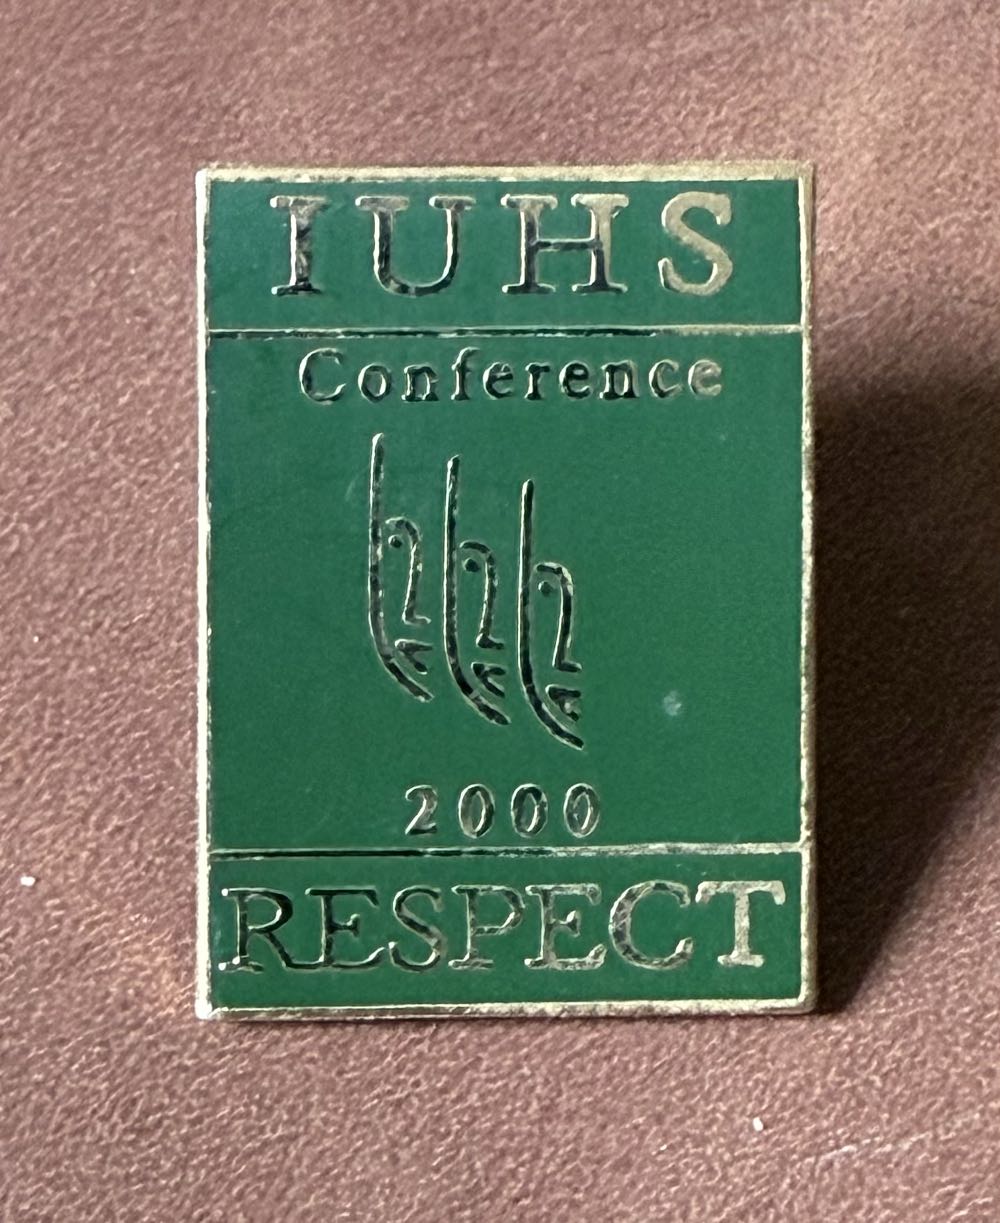 IUHS
Conference
2000
RESPECT